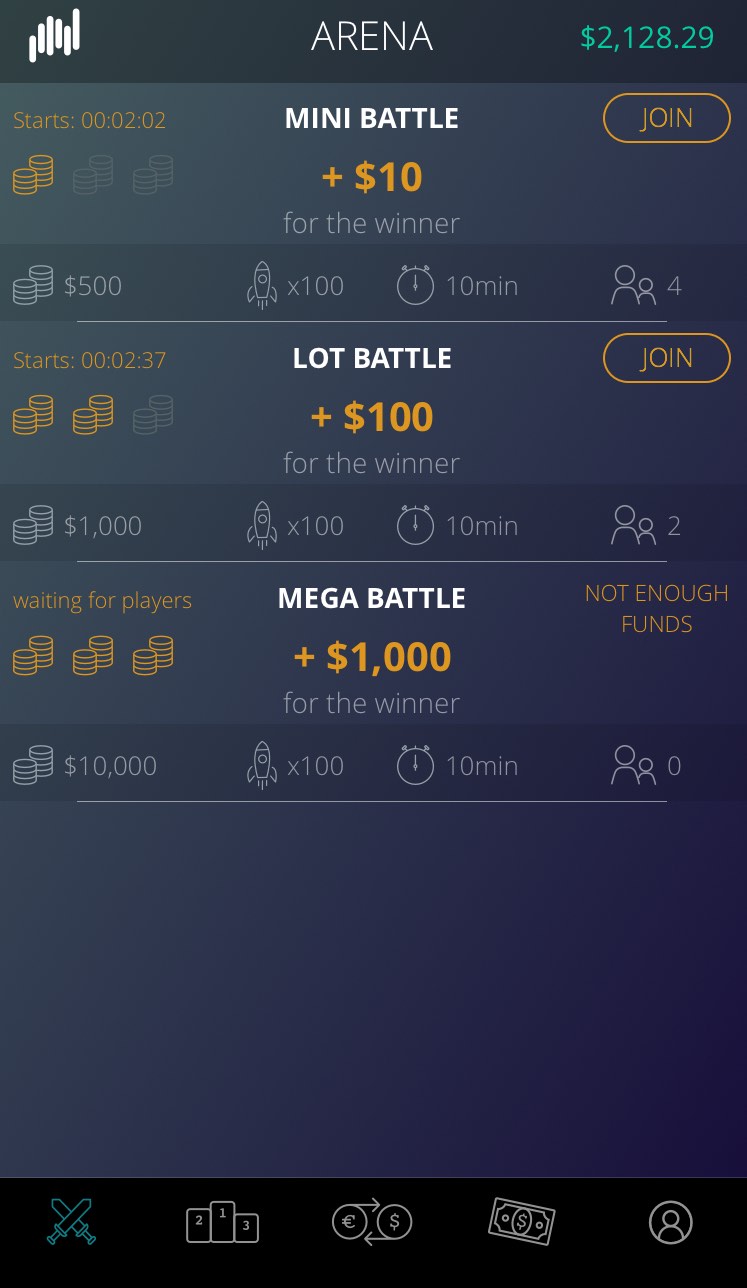 ARENA
$2,128.29
Starts: 00:02:02
MINI BATTLE
JOIN
+ $10
for the winner
$500
x100
10min
4
Starts: 00:02:37
LOT BATTLE
JOIN
+ $100
for the winner
$1,000
x100
10min
2
waiting for players
MEGA BATTLE
NOT ENOUGH
FUNDS
+ $1,000
for the winner
$10,000
x100
10min
0
2 1 3
€ $
$